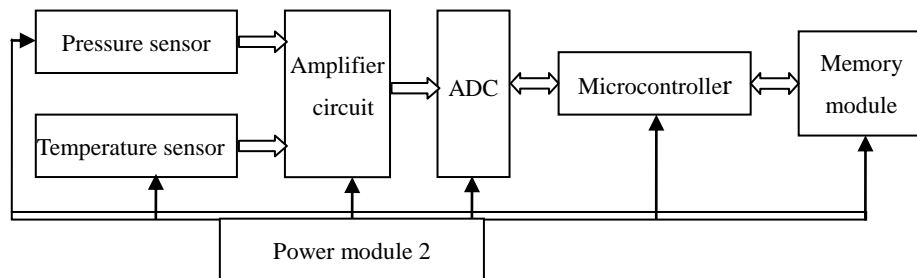 Pressure sensor
Temperature sensor
Amplifier
circuit
ADC
Microcontroller
Memory
module
Power module 2